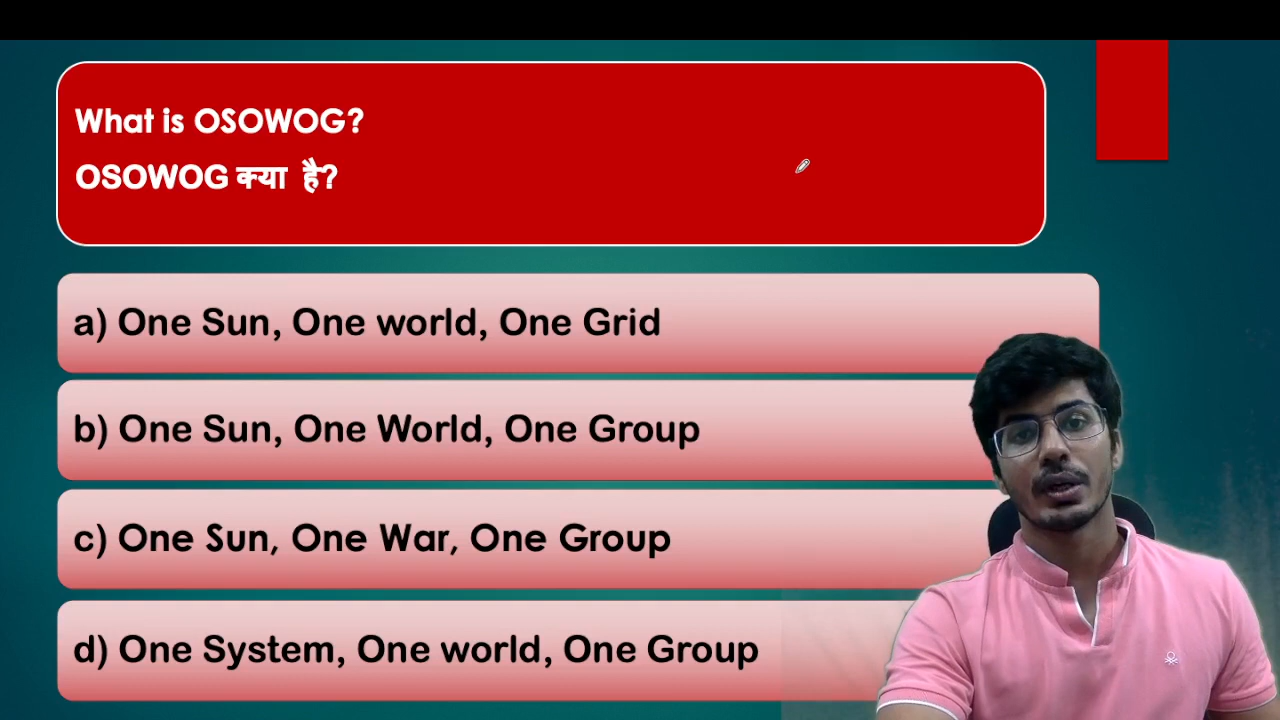 What is OSOWOG?
OSOWOG क्या है?
a) One Sun, One world, One Grid
b) One Sun, One World, One Group
c) One Sun, One War, One Group
d) One System, One world, One Group